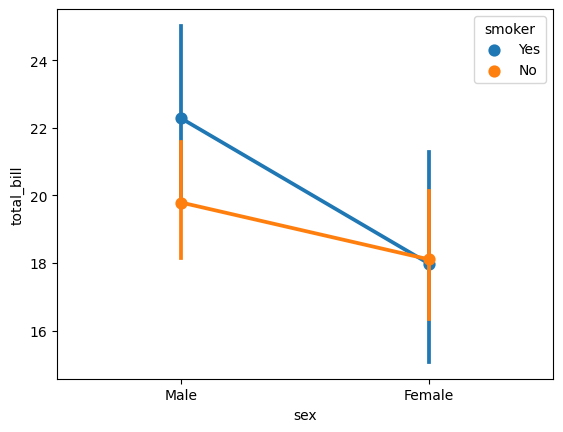 smoker
Yes
No
24
22
20
18
16
total_bill
Male
Female
sex